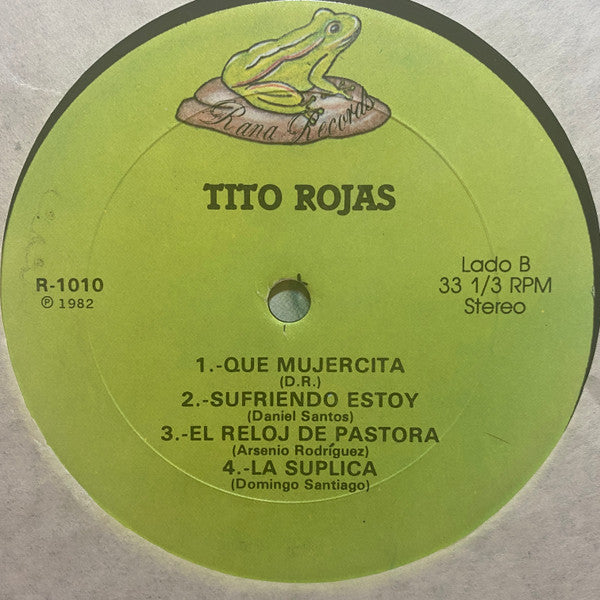 Rana Records
TITO ROJAS
R-1010
℗ 1982
Lado B
33 1/3 RPM
Stereo
1.-QUE MUJERCITA
(D.R.)
2.-SUFRIENDO ESTOY
(Daniel Santos)
3.-EL RELOJ DE PASTORA
(Arsenio Rodríguez)
4.-LA SUPLICA
(Domingo Santiago)